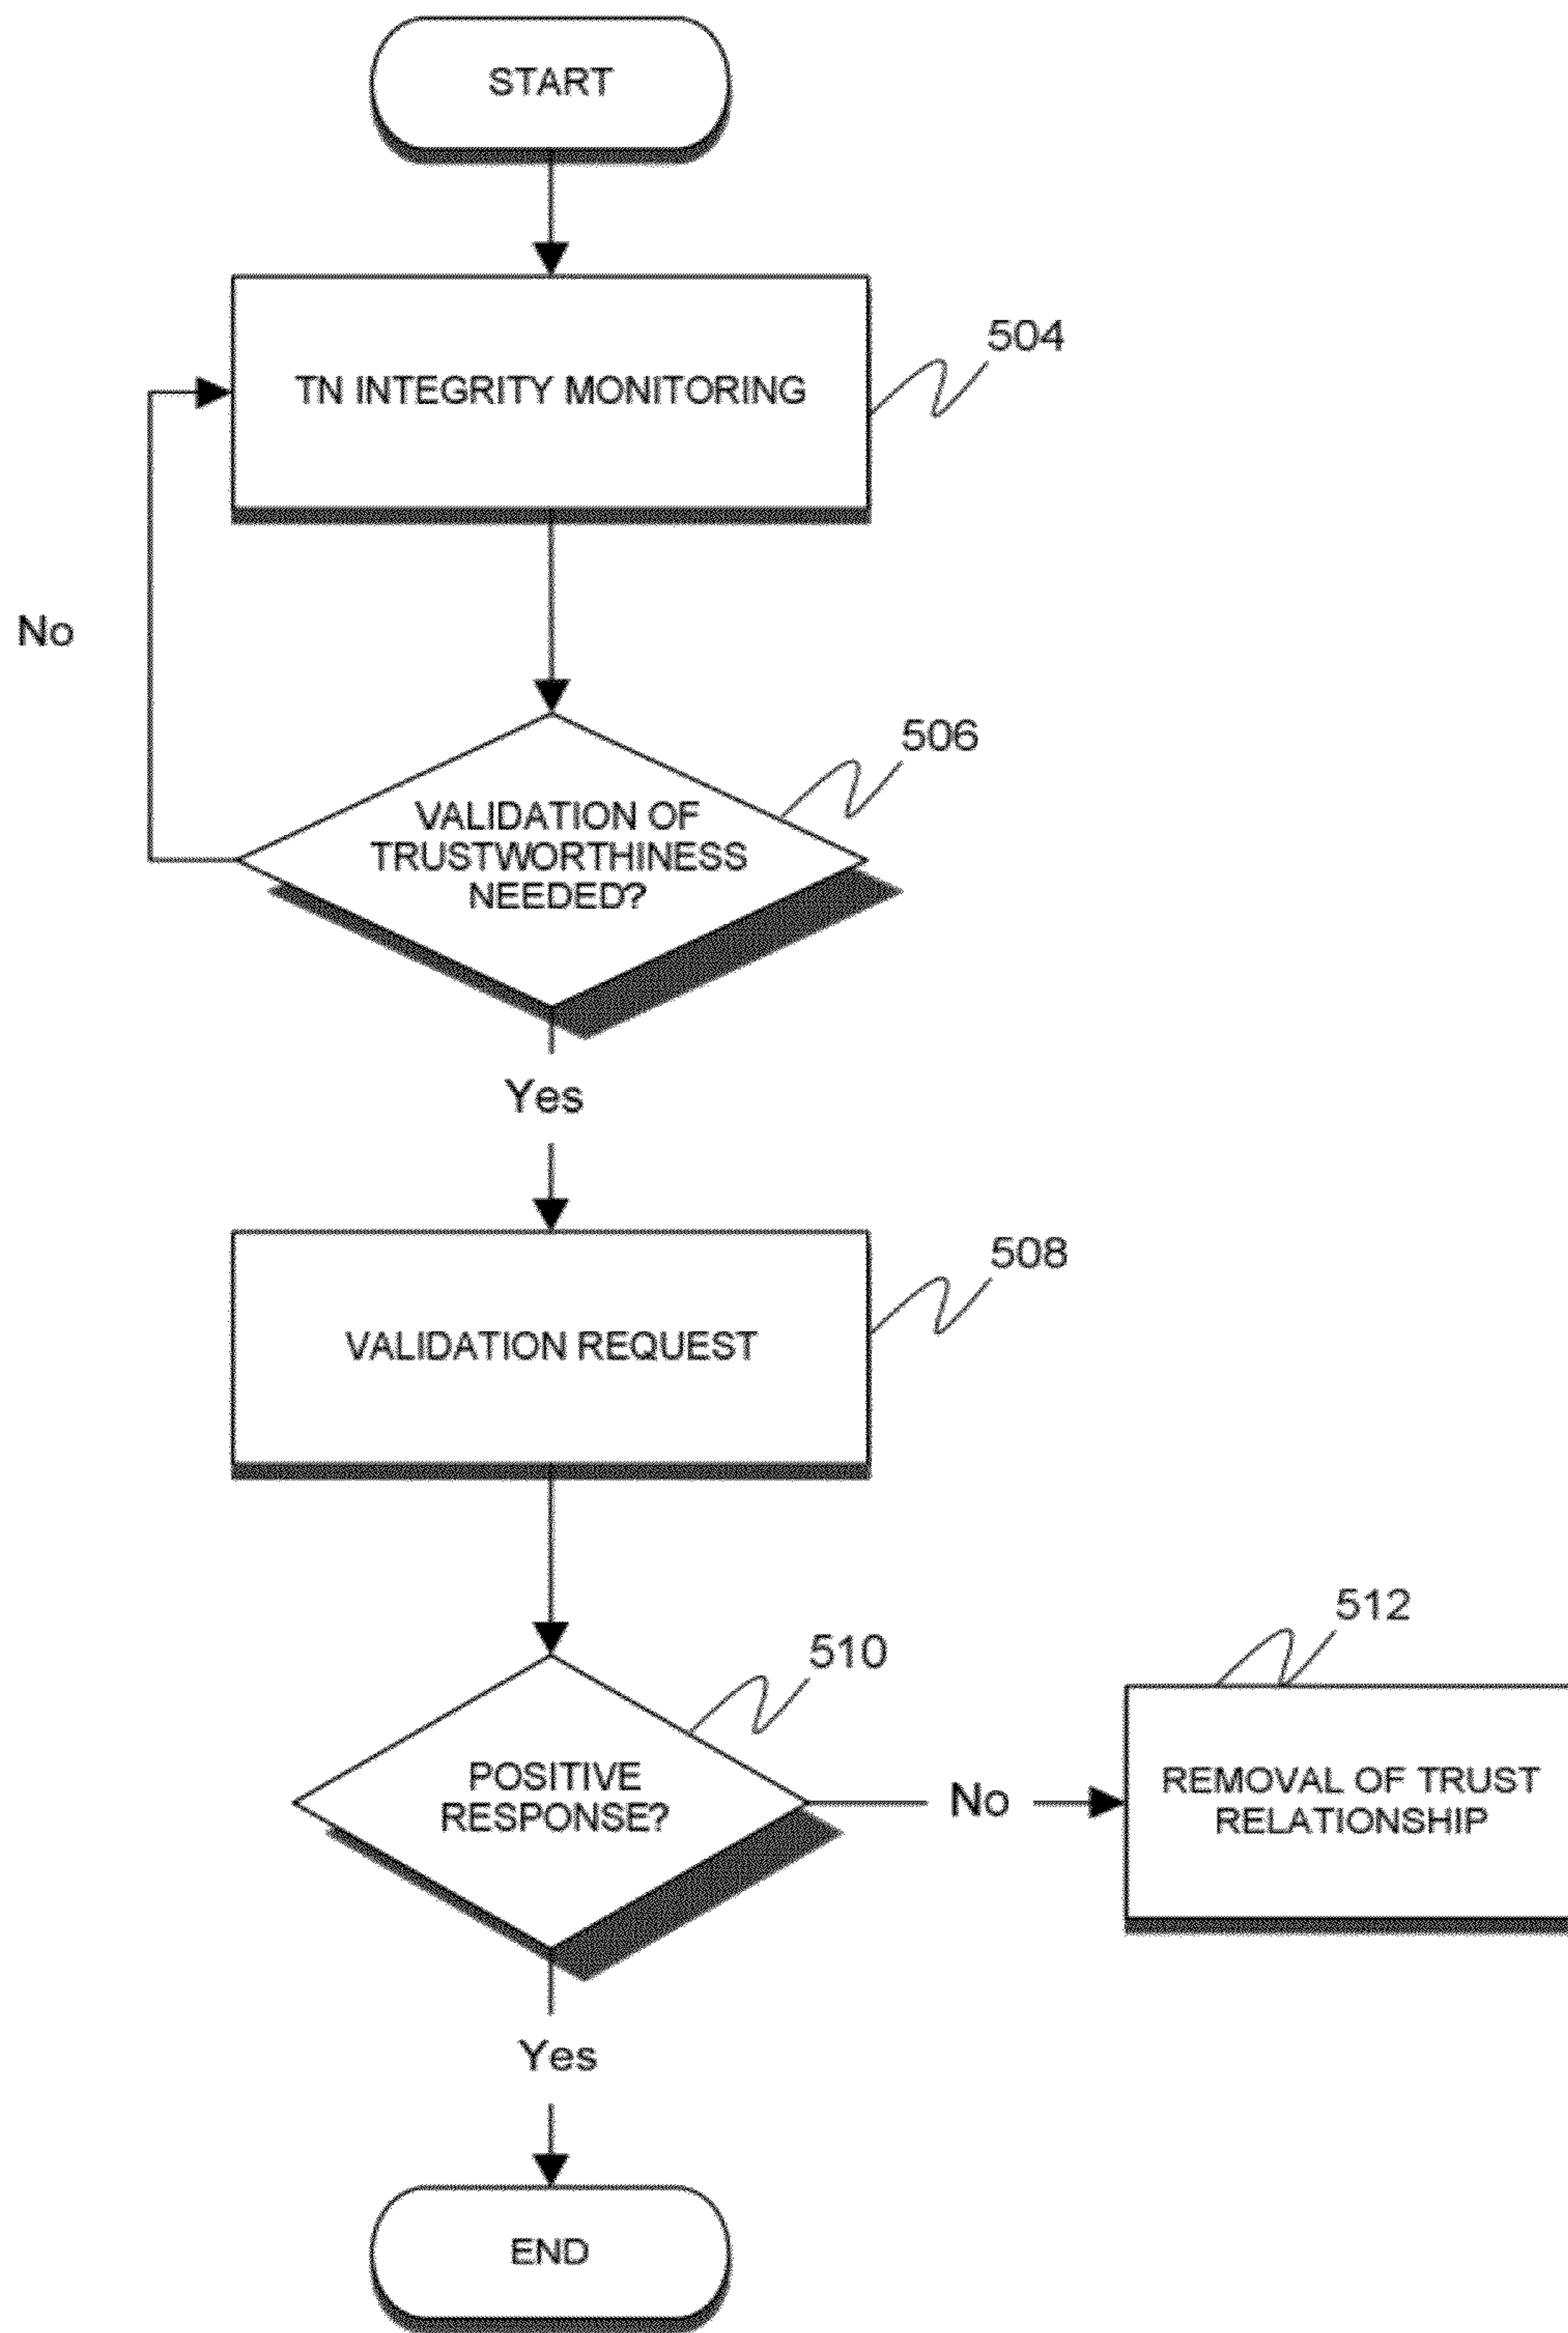 START
504
TN INTEGRITY MONITORING
No
506
VALIDATION OF
TRUSTWORTHINESS
NEEDED?
Yes
508
VALIDATION REQUEST
512
510
POSITIVE
RESPONSE?
No
REMOVAL OF TRUST
RELATIONSHIP
Yes
END